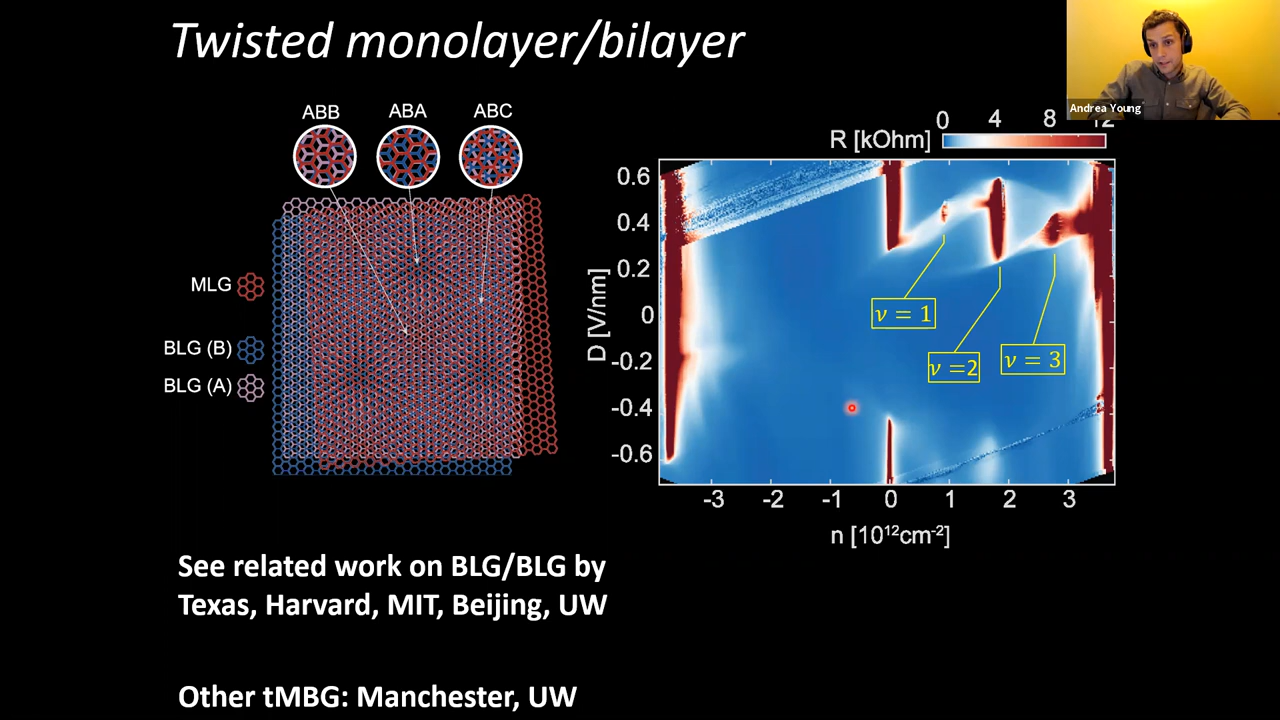 Twisted monolayer/bilayer
Andrea Young
ABB ABA ABC
MLG
BLG (B)
BLG (A)
R [kOhm]
0 4 8 12
D [V/nm]
0.6
0.4
0.2
0
-0.2
-0.4
-0.6
ν = 1
ν =2
ν = 3
-3 -2 -1 0 1 2 3
n [10¹²cm⁻²]
See related work on BLG/BLG by
Texas, Harvard, MIT, Beijing, UW
Other tMBG: Manchester, UW